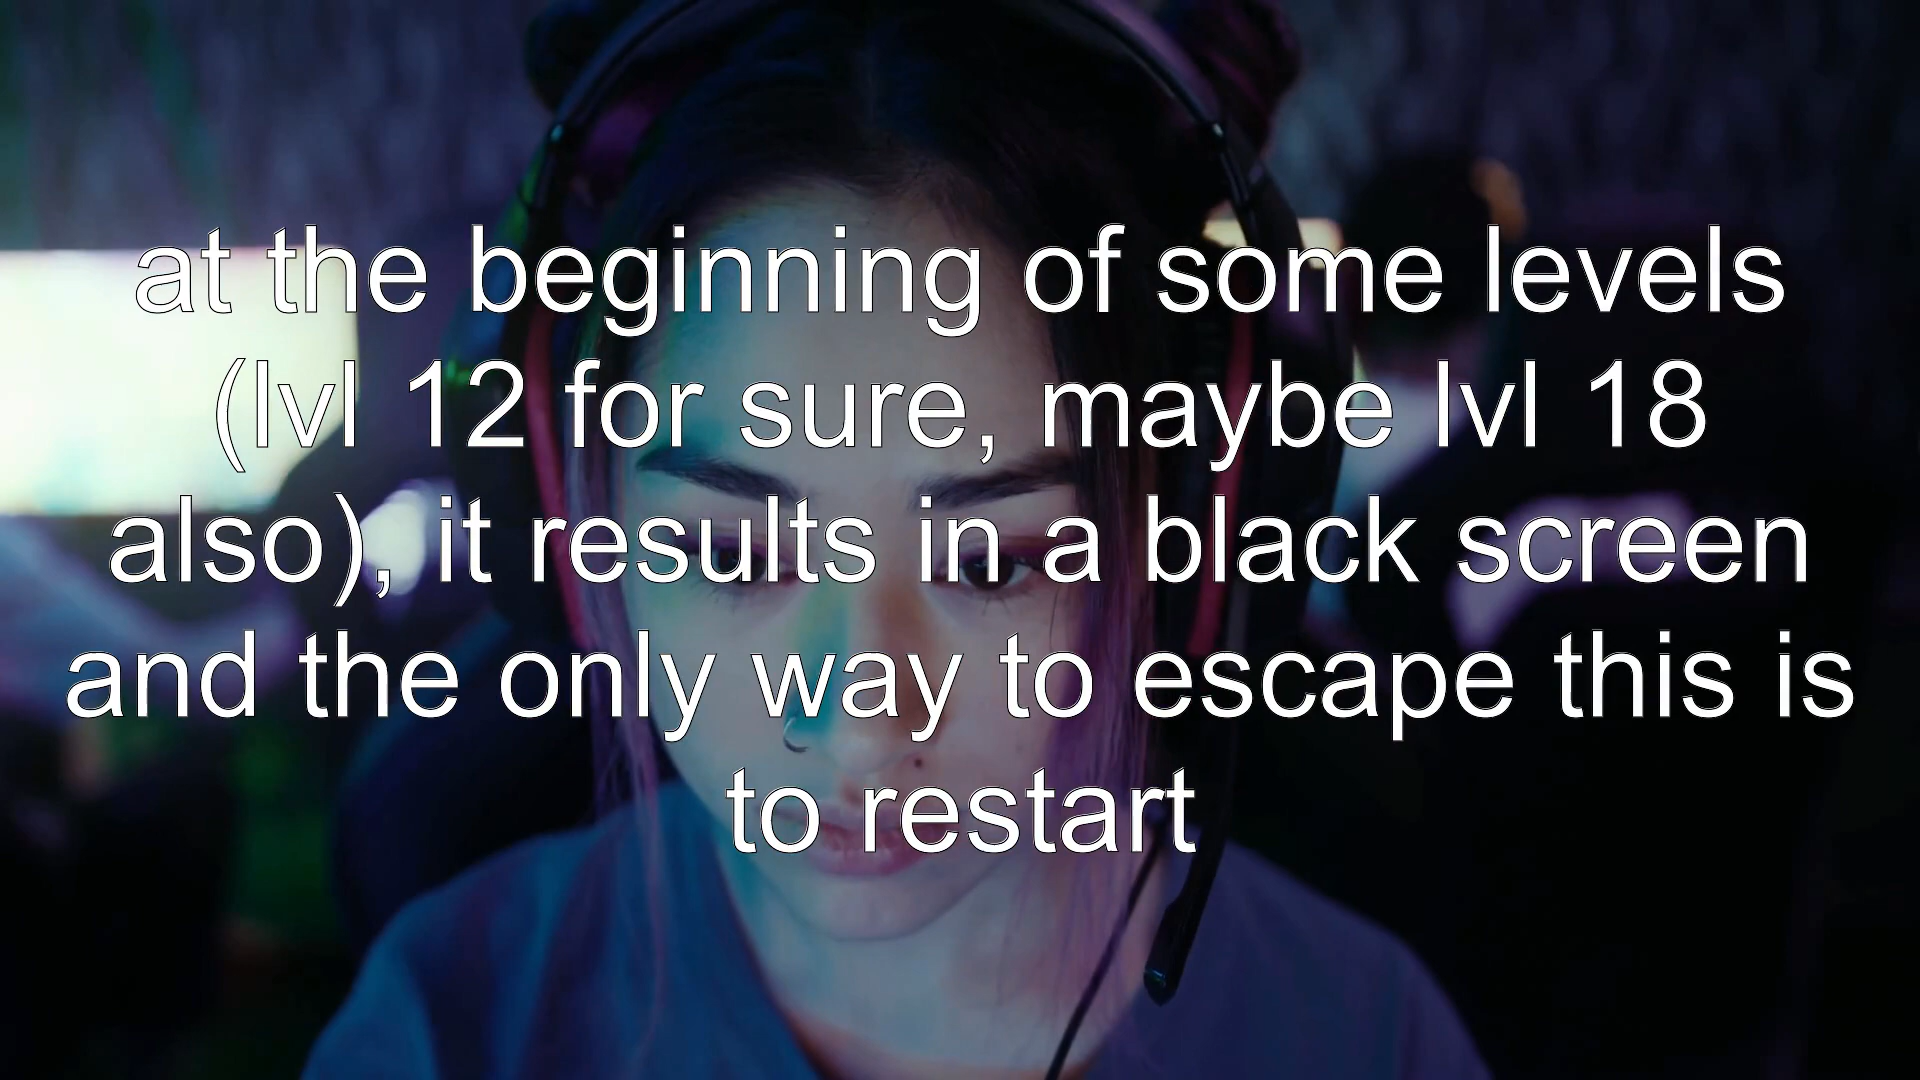 at the beginning of some levels
(lvl 12 for sure, maybe lvl 18
also), it results in a black screen
and the only way to escape this is
to restart